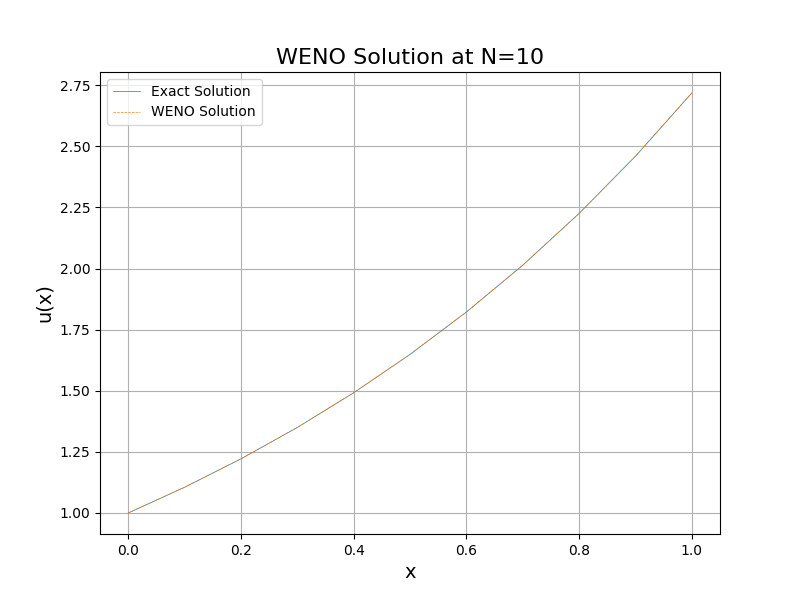 WENO Solution at N=10
Exact Solution
WENO Solution
2.75
2.50
2.25
2.00
1.75
1.50
1.25
1.00
u(x)
0.0 0.2 0.4 0.6 0.8 1.0
x